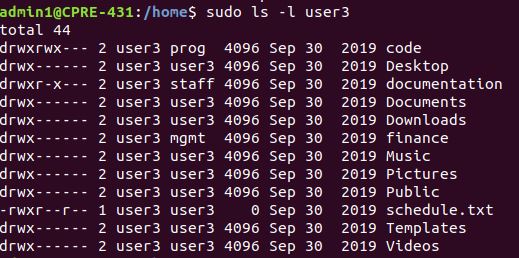 admin1@CPRE-431:/home$ sudo ls -l user3
total 44
drwxrwx--- 2 user3 prog  4096 Sep 30  2019 code
drwx------ 2 user3 user3 4096 Sep 30  2019 Desktop
drwxr-x--- 2 user3 staff 4096 Sep 30  2019 documentation
drwx------ 2 user3 user3 4096 Sep 30  2019 Documents
drwx------ 2 user3 user3 4096 Sep 30  2019 Downloads
drwx------ 2 user3 mgmt  4096 Sep 30  2019 finance
drwx------ 2 user3 user3 4096 Sep 30  2019 Music
drwx------ 2 user3 user3 4096 Sep 30  2019 Pictures
drwx------ 2 user3 user3 4096 Sep 30  2019 Public
-rwxr--r-- 1 user3 user3    0 Sep 30  2019 schedule.txt
drwx------ 2 user3 user3 4096 Sep 30  2019 Templates
drwx------ 2 user3 user3 4096 Sep 30  2019 Videos